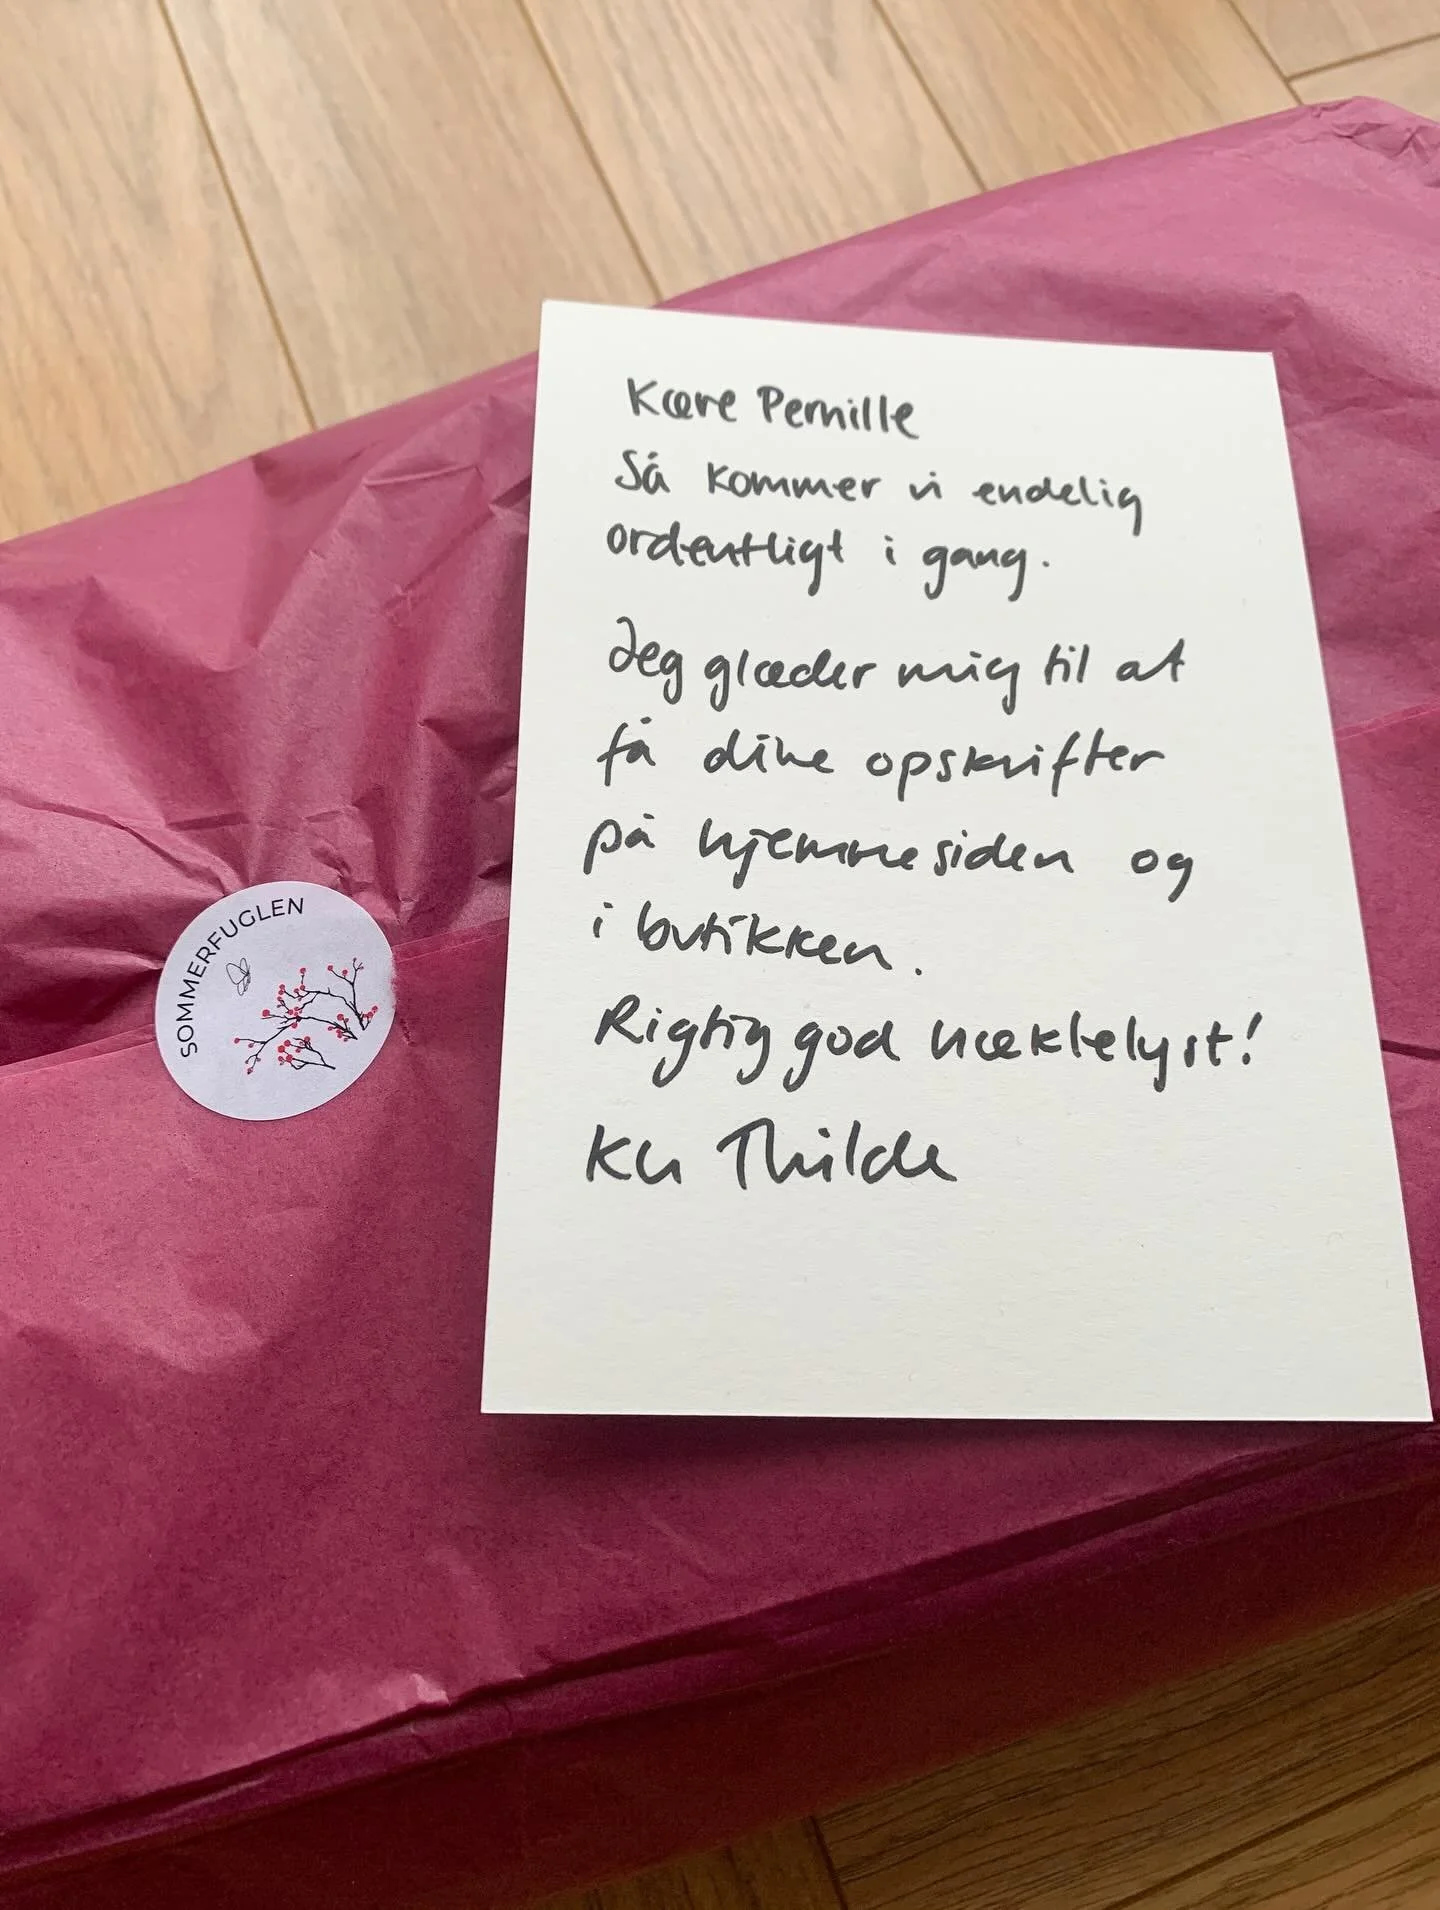 Kære Pernille
Så kommer vi endelig
ordentligt i gang.
Jeg glæder mig til at
få dine opskrifter
på hjemmesiden og
i butikken.
Rigtig god hæklelyst!
Kh Thilde
SOMMERFUGLEN